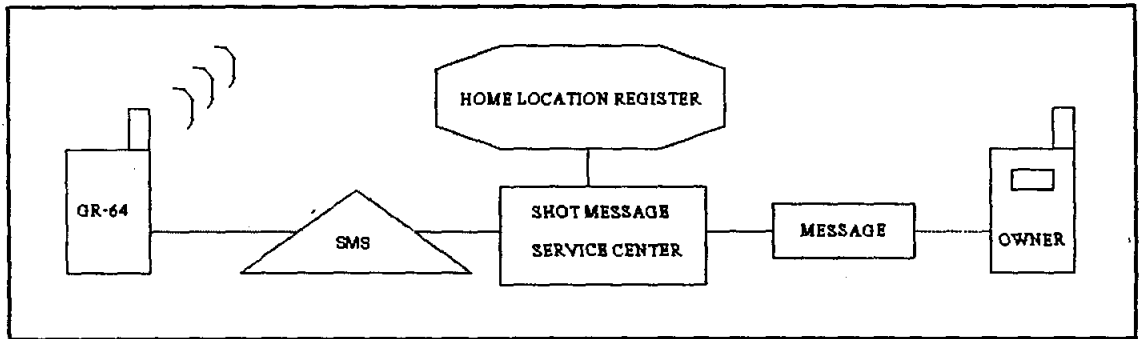 HOME LOCATION REGISTER
GR-64
SMS
SHOT MESSAGE
SERVICE CENTER
MESSAGE
OWNER